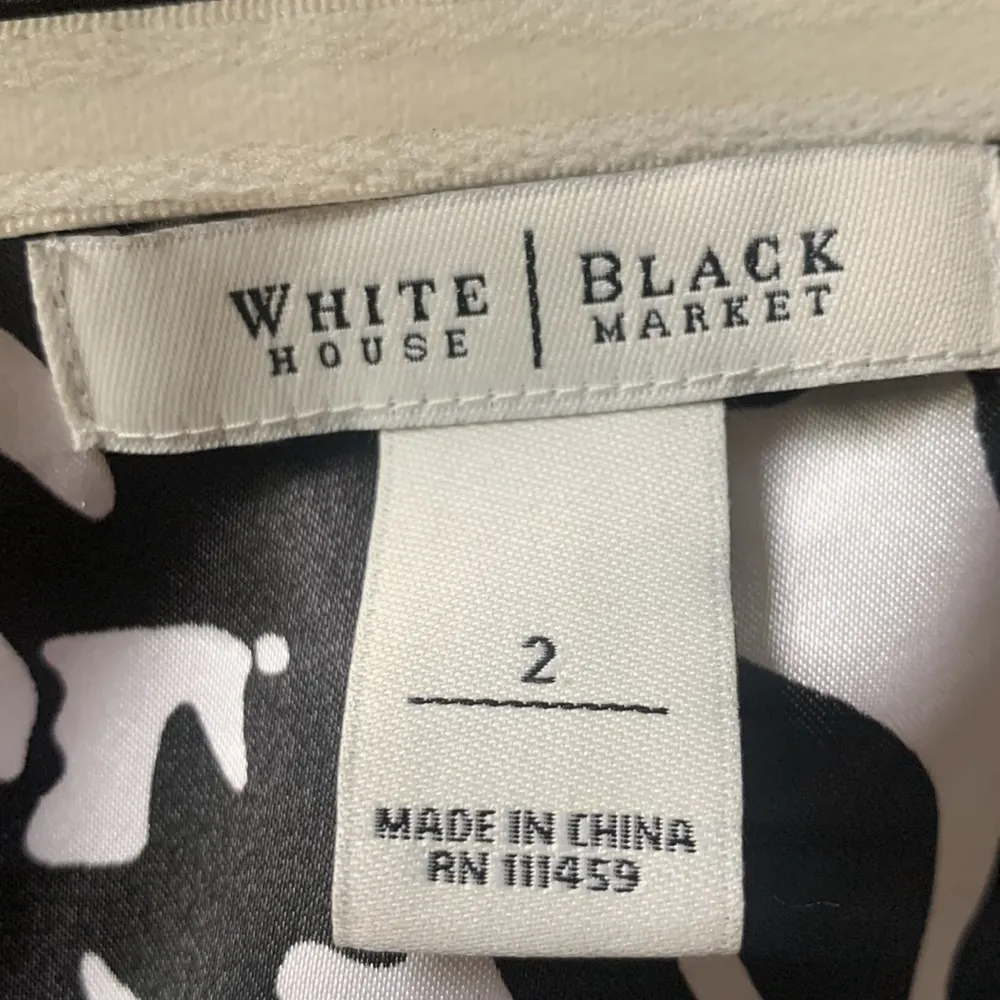 WHITE | BLACK
HOUSE | MARKET
2
MADE IN CHINA
RN 111459